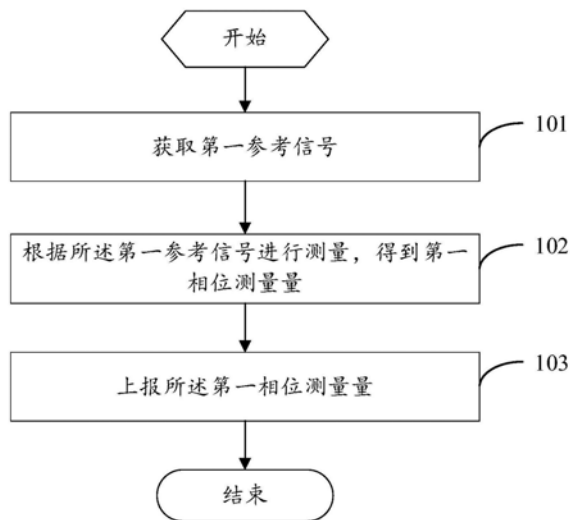 开始
获取第一参考信号
101
根据所述第一参考信号进行测量，得到第一
相位测量量
102
上报所述第一相位测量量
103
结束